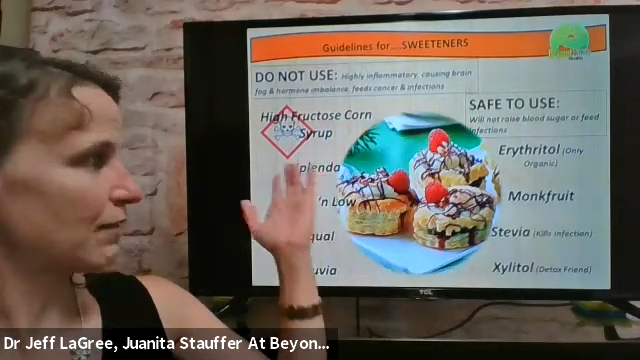 Guidelines for....SWEETENERS
DO NOT USE: Highly inflammatory, causing brain
fog & hormone imbalance, feeds cancer & infections
High Fructose Corn
Syrup
SAFE TO USE:
Will not raise blood sugar or feed
infections
Erythritol (Only
Organic)
Monkfruit
Stevia (Kills infection)
Xylitol (Detox Friend)
plenda
'n Low
qual
uvia
TCL
Dr Jeff LaGree, Juanita Stauffer At Beyon...